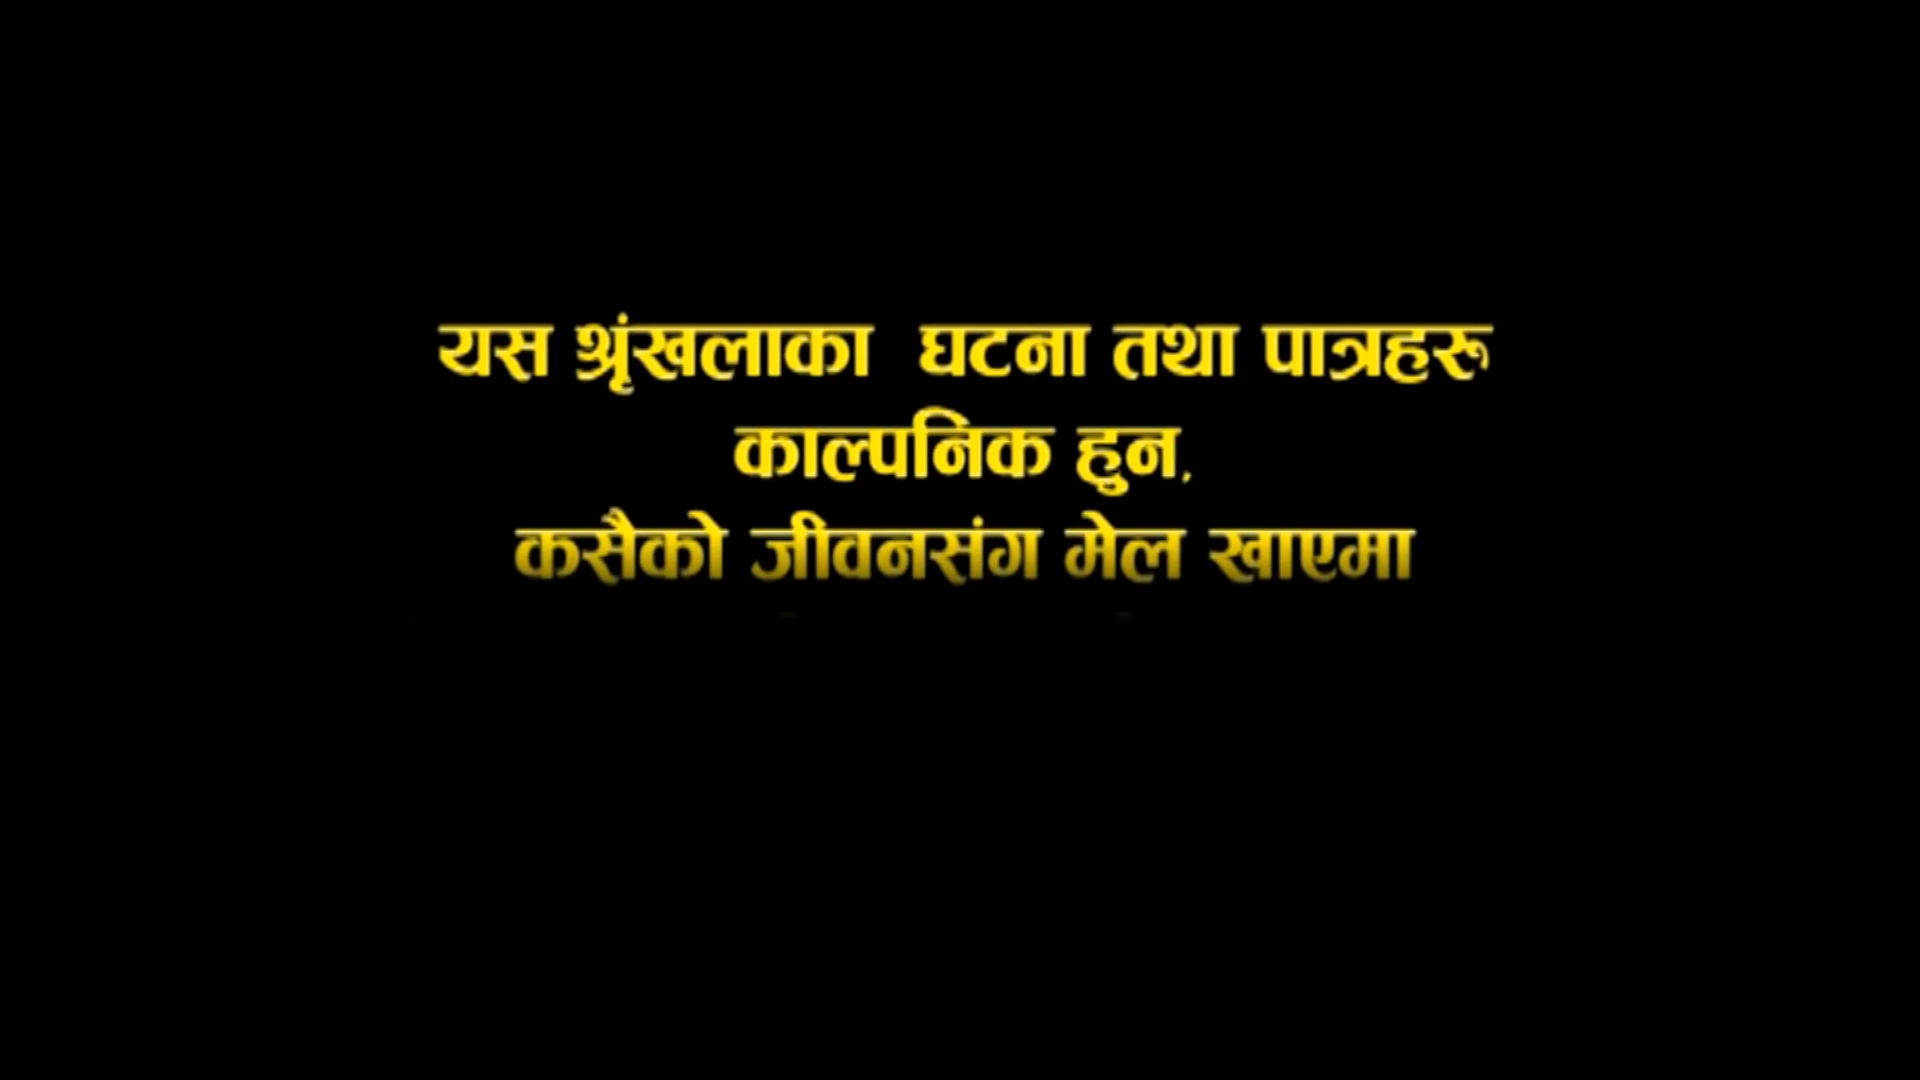 यस श्रृंखलाका घटना तथा पात्रहरु
काल्पनिक हुन,
कसैको जीवनसंग मेल खाएमा